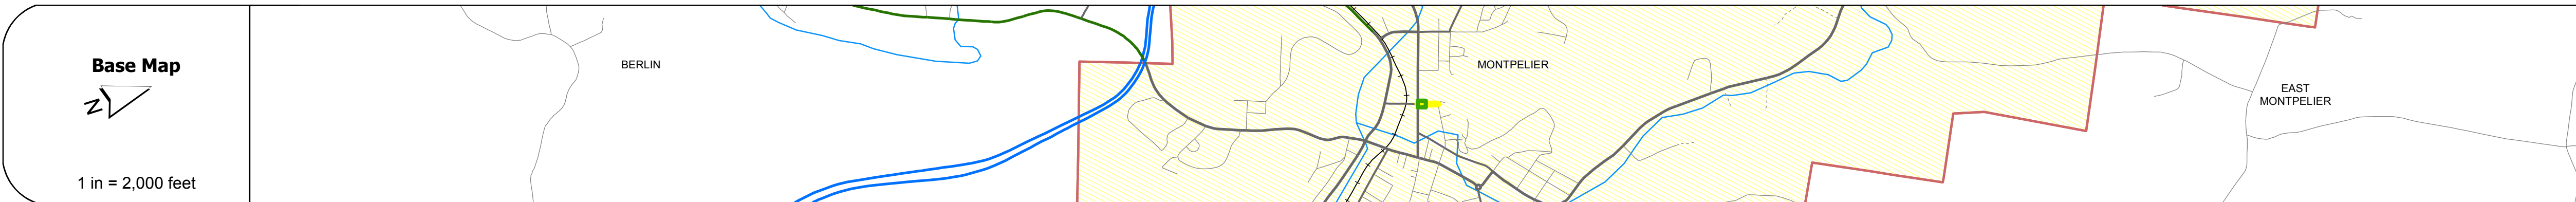 Base Map
N
1 in = 2,000 feet
BERLIN
MONTPELIER
EAST
MONTPELIER